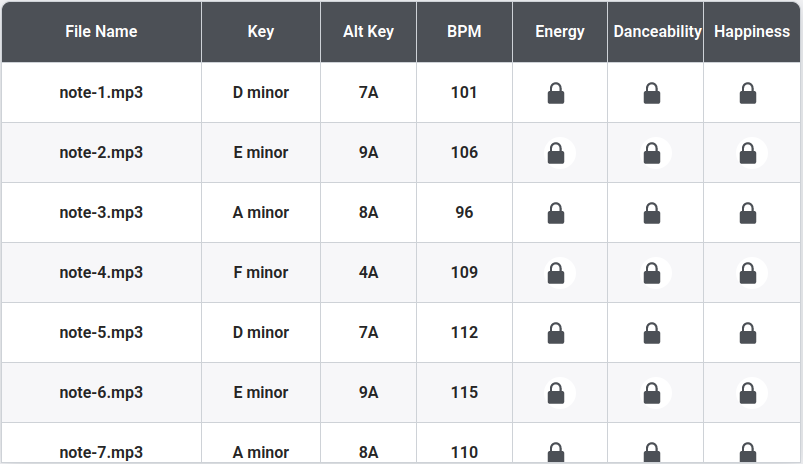 File Name Key Alt Key BPM Energy Danceability Happiness
note-1.mp3 D minor 7A 101
note-2.mp3 E minor 9A 106
note-3.mp3 A minor 8A 96
note-4.mp3 F minor 4A 109
note-5.mp3 D minor 7A 112
note-6.mp3 E minor 9A 115
note-7.mp3 A minor 8A 110